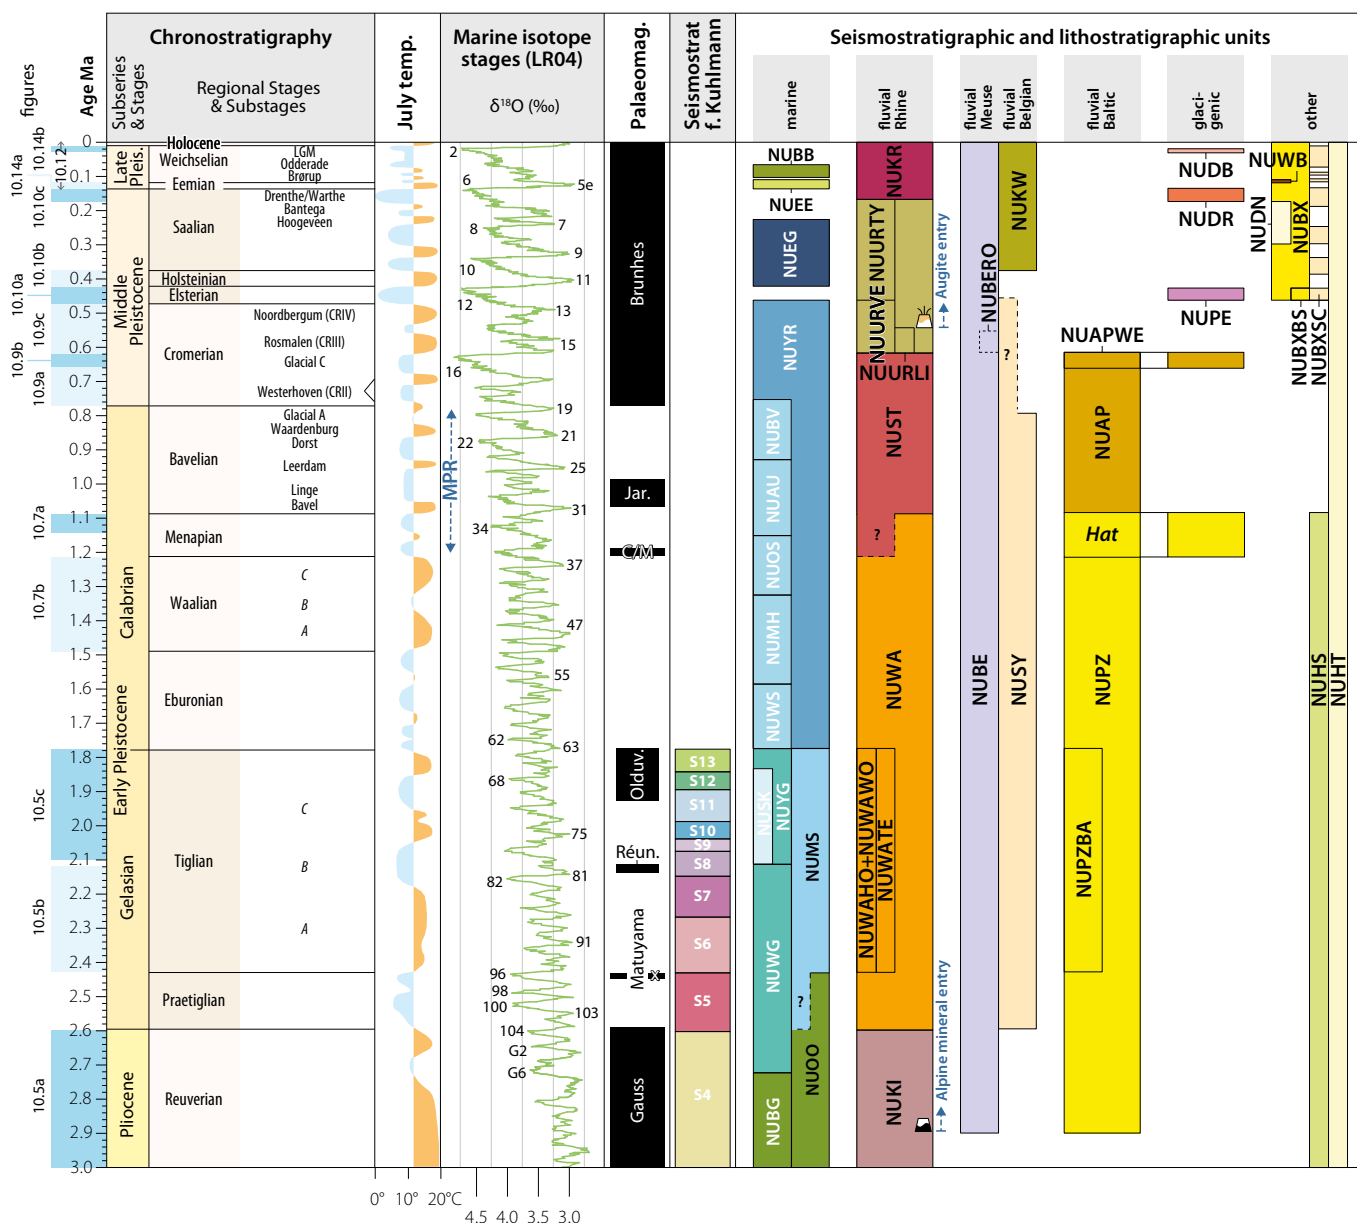 Chronostratigraphy
Regional Stages
& Substages
figures
Age Ma
Subseries
& Stages
July temp.
Marine isotope
stages (LR04)
δ¹⁸O (‰)
Palaeomag.
Seismostrat
f. Kuhlmann
Seismostratigraphic and lithostratigraphic units
marine
fluvial
Rhine
fluvial
Meuse
fluvial
Belgian
fluvial
Baltic
glaci-
genic
other
10.14b
10.12
10.14a
10.10c
10.10b
10.10a
10.9c
10.9b
10.9a
10.7a
10.7b
10.5c
10.5b
10.5a
0
0.1
0.2
0.3
0.4
0.5
0.6
0.7
0.8
0.9
1.0
1.1
1.2
1.3
1.4
1.5
1.6
1.7
1.8
1.9
2.0
2.1
2.2
2.3
2.4
2.5
2.6
2.7
2.8
2.9
3.0
Late
Pleis.
Middle
Pleistocene
Calabrian
Early Pleistocene
Gelasian
Pliocene
Holocene
Weichselian
Eemian
Saalian
Holsteinian
Elsterian
Cromerian
Bavelian
Menapian
Waalian
Eburonian
Tiglian
Praetiglian
Reuverian
LGM
Odderade
Brørup
Drenthe/Warthe
Bantega
Hoogeveen
Noordbergum (CRIV)
Rosmalen (CRIII)
Glacial C
Westerhoven (CRII)
Glacial A
Waardenburg
Dorst
Leerdam
Linge
Bavel
C
B
A
C
B
A
0° 10° 20°C
2
5e
6
7
8
9
10
11
12
13
15
16
19
21
22
25
31
34
37
47
55
62
63
68
75
81
82
91
96
98
100
103
104
G2
G6
MPR
4.5 4.0 3.5 3.0
Brunhes
Jar.
C/M
Olduv.
Réun.
Matuyama
X
Gauss
S13
S12
S11
S10
S9
S8
S7
S6
S5
S4
NUBB
NUEE
NUEG
NUYR
NUBV
NUAU
NUOS
NUMH
NUWS
NUSK
NUYG
NUMS
NUWG
?
NUOO
NUBG
NUKR
NUURVE NUURTY
NUURLI
NUST
?
NUWA
NUWAHO+NUWAWO
NUWATE
NUKI
Augite entry
Alpine mineral entry
NUBERO
NUBE
NUKW
?
NUSY
NUAPWE
NUAP
Hat
NUPZ
NUPZBA
NUDB
NUDR
NUPE
NUWB
NUDN
NUBX
NUBXBS
NUBXSC
NUHS
NUHT